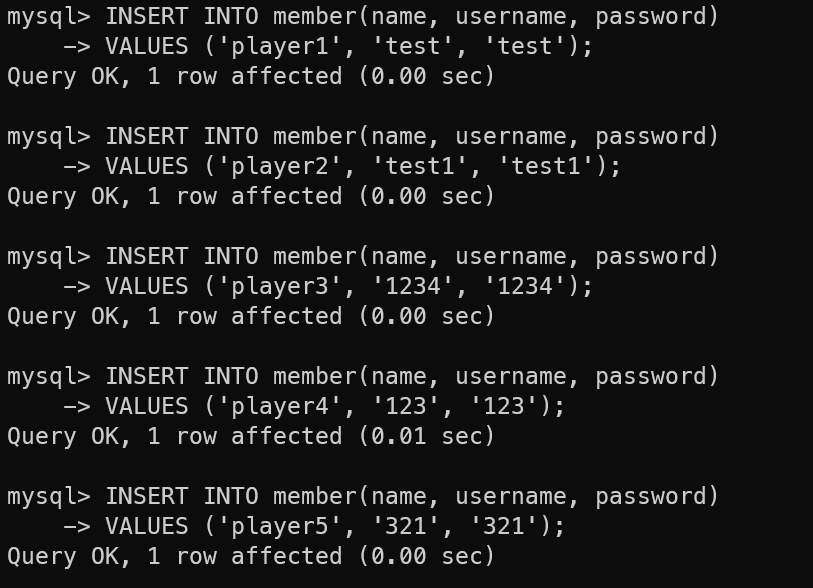 mysql> INSERT INTO member(name, username, password)
    -> VALUES ('player1', 'test', 'test');
Query OK, 1 row affected (0.00 sec)

mysql> INSERT INTO member(name, username, password)
    -> VALUES ('player2', 'test1', 'test1');
Query OK, 1 row affected (0.00 sec)

mysql> INSERT INTO member(name, username, password)
    -> VALUES ('player3', '1234', '1234');
Query OK, 1 row affected (0.00 sec)

mysql> INSERT INTO member(name, username, password)
    -> VALUES ('player4', '123', '123');
Query OK, 1 row affected (0.01 sec)

mysql> INSERT INTO member(name, username, password)
    -> VALUES ('player5', '321', '321');
Query OK, 1 row affected (0.00 sec)